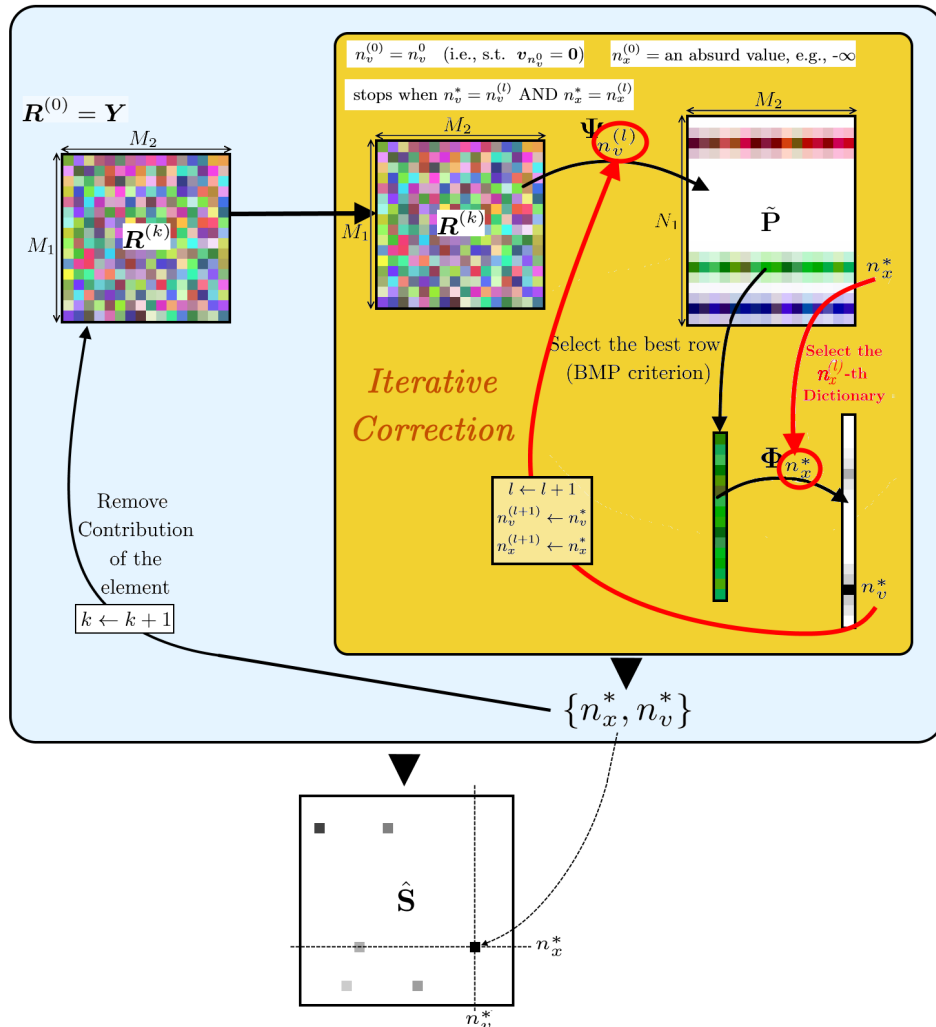 n_v^{(0)} = n_v^0 (i.e., s.t. v_{n_v^0} = 0) n_x^{(0)} = an absurd value, e.g., -∞
stops when n_v^* = n_v^{(l)} AND n_x^* = n_x^{(l)}
R^{(0)} = Y
M_2
M_1
R^{(k)}
M_2
M_1
R^{(k)}
Ψ_{n_v^{(l)}}
M_2
N_1
P̃
n_x^*
Select the best row
(BMP criterion)
Select the
n_x^{(l)}-th
Dictionary
Iterative
Correction
Φ_{n_x^*}
l ← l + 1
n_v^{(l+1)} ← n_v^*
n_x^{(l+1)} ← n_x^*
n_v^*
Remove
Contribution
of the
element
k ← k + 1
{n_x^*, n_v^*}
Ŝ
n_x^*
n_v^*